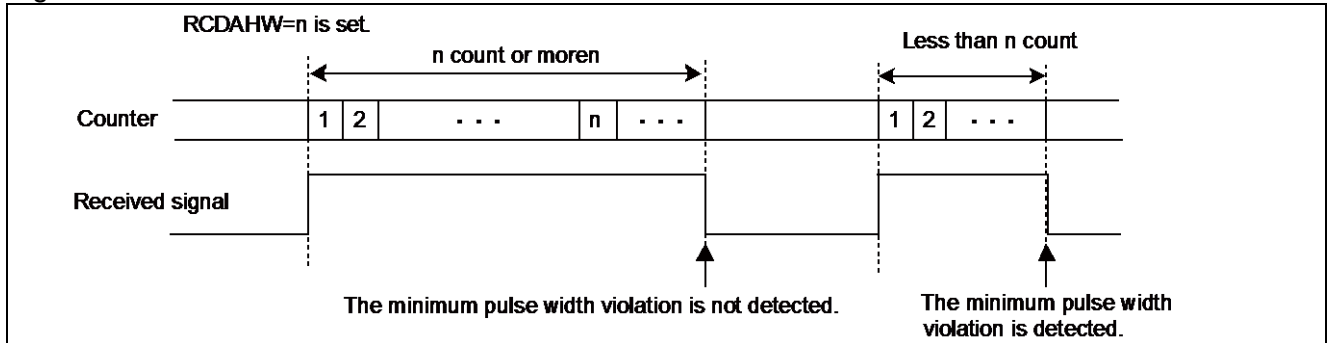 RCDAHW=n is set.
n count or moren
Less than n count
Counter
1 2 · · · n · · ·
1 2 · · ·
Received signal
The minimum pulse width violation is not detected.
The minimum pulse width
violation is detected.